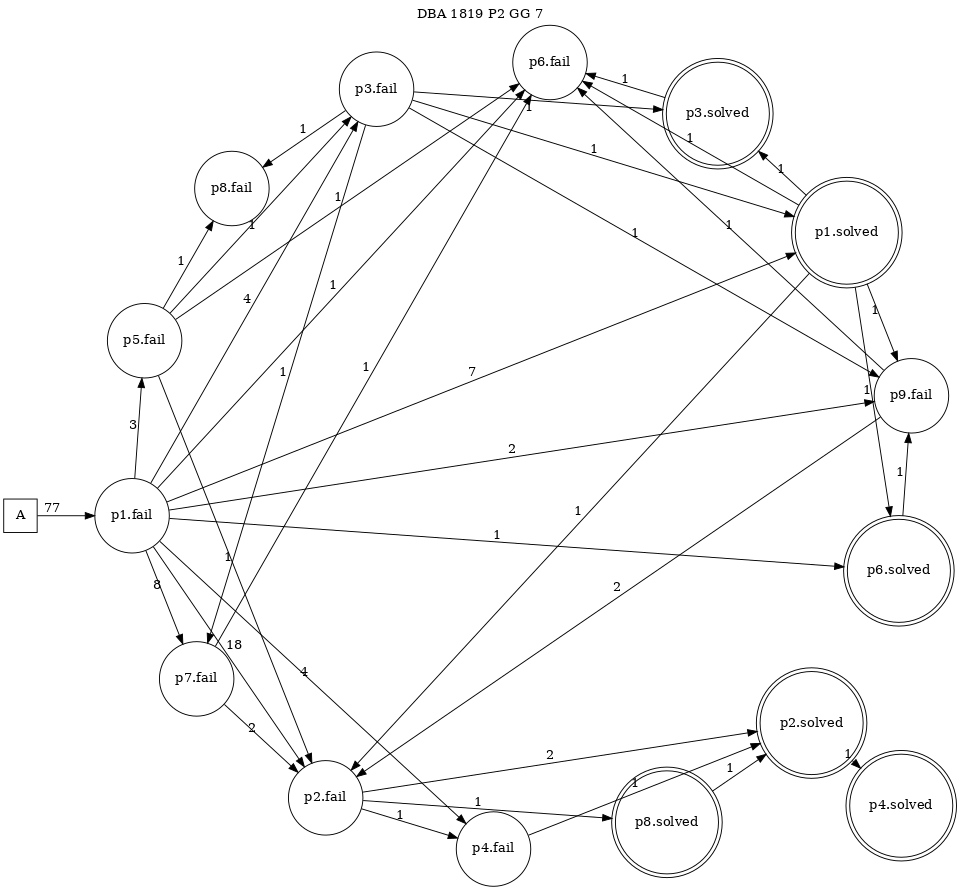 DBA 1819 P2 GG 7
p6.fail
p3.fail
1
p3.solved
1
1
1
1
1
p8.fail
1
1
1
p1.solved
1
1
1
4
1
1
p5.fail
1
1
7
1
p9.fail
3
2
1
A
77
p1.fail
1
1
p6.solved
1
8
2
18
4
p7.fail
2
p2.solved
2
1
1
1
p2.fail
1
p4.solved
1
p8.solved
p4.fail